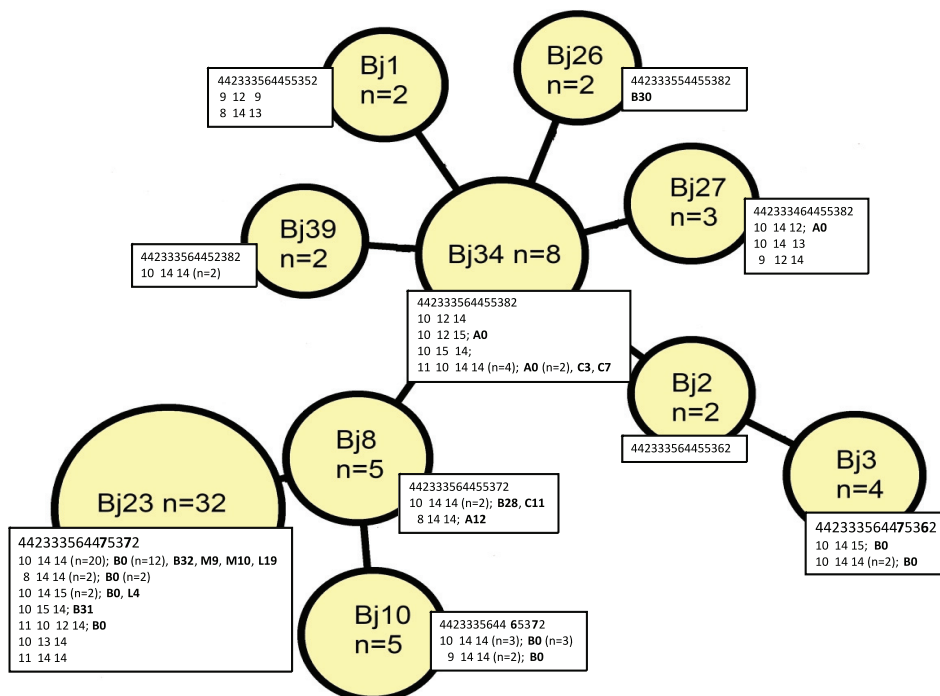 Bj1
n=2
442333564455352
9 12 9
8 14 13
Bj26
n=2
442333554455382
B30
Bj27
n=3
442333464455382
10 14 12; A0
10 14 13
9 12 14
Bj39
n=2
442333564452382
10 14 14 (n=2)
Bj34 n=8
442333564455382
10 12 14
10 12 15; A0
10 15 14;
11 10 14 14 (n=4); A0 (n=2), C3, C7
Bj2
n=2
442333564455362
Bj3
n=4
442333564475362
10 14 15; B0
10 14 14 (n=2); B0
Bj8
n=5
442333564455372
10 14 14 (n=2); B28, C11
8 14 14; A12
Bj23 n=32
442333564475372
10 14 14 (n=20); B0 (n=12), B32, M9, M10, L19
8 14 14 (n=2); B0 (n=2)
10 14 15 (n=2); B0, L4
10 15 14; B31
11 10 12 14; B0
10 13 14
11 14 14
Bj10
n=5
4423335644 65372
10 14 14 (n=3); B0 (n=3)
9 14 14 (n=2); B0